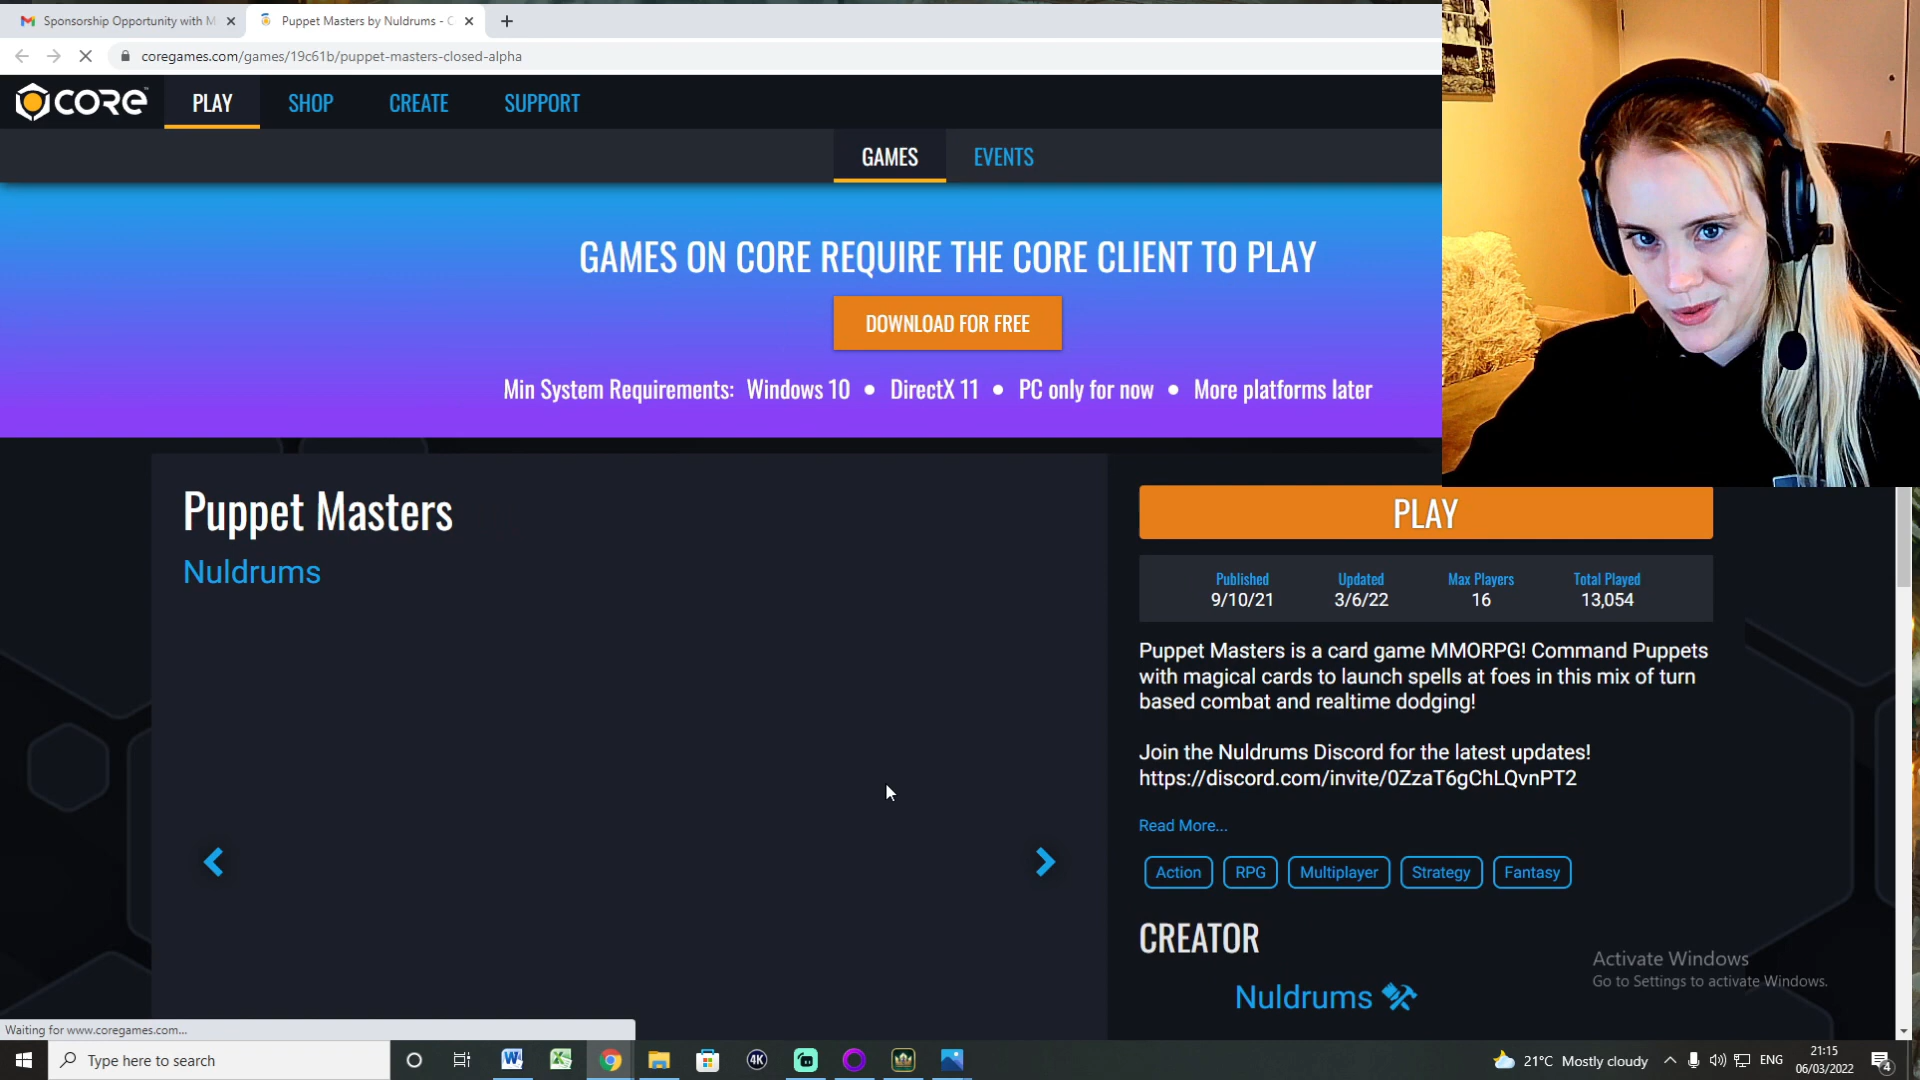 Sponsorship Opportunity with M
Puppet Masters by Nuldrums - C
coregames.com/games/19c61b/puppet-masters-closed-alpha
CORE
PLAY
SHOP
CREATE
SUPPORT
GAMES
EVENTS
GAMES ON CORE REQUIRE THE CORE CLIENT TO PLAY
DOWNLOAD FOR FREE
Min System Requirements: Windows 10 • DirectX 11 • PC only for now • More platforms later
Puppet Masters
Nuldrums
PLAY
Published
Updated
Max Players
Total Played
9/10/21
3/6/22
16
13,054
Puppet Masters is a card game MMORPG! Command Puppets
with magical cards to launch spells at foes in this mix of turn
based combat and realtime dodging!
Join the Nuldrums Discord for the latest updates!
https://discord.com/invite/0ZzaT6gChLQvnPT2
Read More...
Action
RPG
Multiplayer
Strategy
Fantasy
CREATOR
Nuldrums
Activate Windows
Go to Settings to activate Windows.
Waiting for www.coregames.com...
Type here to search
4K
21°C Mostly cloudy
ENG
21:15
06/03/2022
4